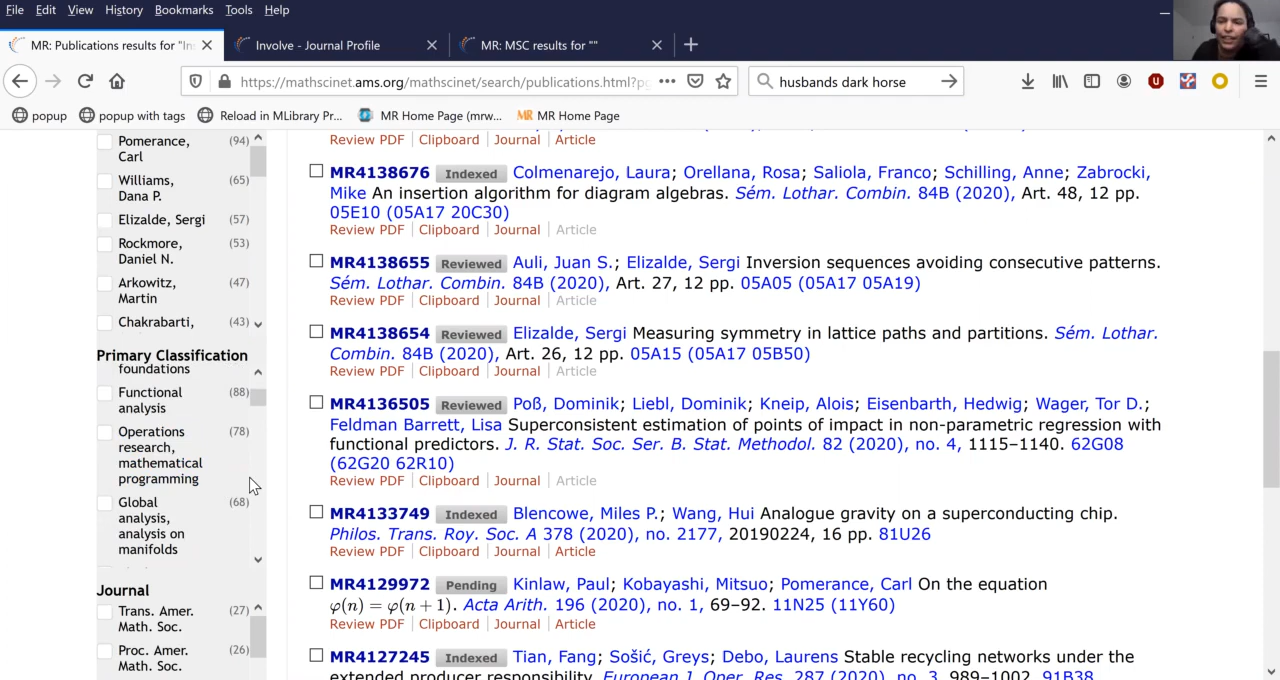 File Edit View History Bookmarks Tools Help
MR: Publications results for "In
Involve - Journal Profile
MR: MSC results for ""
https://mathscinet.ams.org/mathscinet/search/publications.html?pg
husbands dark horse
popup
popup with tags
Reload in MLibrary Pr...
MR Home Page (mrw...
MR Home Page
Pomerance, (94)
Carl
Williams, (65)
Dana P.
Elizalde, Sergi (57)
Rockmore, (53)
Daniel N.
Arkowitz, (47)
Martin
Chakrabarti, (43)
Primary Classification
foundations
Functional (88)
analysis
Operations (78)
research,
mathematical
programming
Global (68)
analysis,
analysis on
manifolds
Journal
Trans. Amer. (27)
Math. Soc.
Proc. Amer. (26)
Math. Soc.
Review PDF | Clipboard | Journal | Article
MR4138676 Indexed Colmenarejo, Laura; Orellana, Rosa; Saliola, Franco; Schilling, Anne; Zabrocki,
Mike An insertion algorithm for diagram algebras. Sém. Lothar. Combin. 84B (2020), Art. 48, 12 pp.
05E10 (05A17 20C30)
Review PDF | Clipboard | Journal | Article
MR4138655 Reviewed Auli, Juan S.; Elizalde, Sergi Inversion sequences avoiding consecutive patterns.
Sém. Lothar. Combin. 84B (2020), Art. 27, 12 pp. 05A05 (05A17 05A19)
Review PDF | Clipboard | Journal | Article
MR4138654 Reviewed Elizalde, Sergi Measuring symmetry in lattice paths and partitions. Sém. Lothar.
Combin. 84B (2020), Art. 26, 12 pp. 05A15 (05A17 05B50)
Review PDF | Clipboard | Journal | Article
MR4136505 Reviewed Poß, Dominik; Liebl, Dominik; Kneip, Alois; Eisenbarth, Hedwig; Wager, Tor D.;
Feldman Barrett, Lisa Superconsistent estimation of points of impact in non-parametric regression with
functional predictors. J. R. Stat. Soc. Ser. B. Stat. Methodol. 82 (2020), no. 4, 1115–1140. 62G08
(62G20 62R10)
Review PDF | Clipboard | Journal | Article
MR4133749 Indexed Blencowe, Miles P.; Wang, Hui Analogue gravity on a superconducting chip.
Philos. Trans. Roy. Soc. A 378 (2020), no. 2177, 20190224, 16 pp. 81U26
Review PDF | Clipboard | Journal | Article
MR4129972 Pending Kinlaw, Paul; Kobayashi, Mitsuo; Pomerance, Carl On the equation
φ(n) = φ(n + 1). Acta Arith. 196 (2020), no. 1, 69–92. 11N25 (11Y60)
Review PDF | Clipboard | Journal | Article
MR4127245 Indexed Tian, Fang; Sošić, Greys; Debo, Laurens Stable recycling networks under the
extended producer responsibility. European J. Oper. Res. 287 (2020), no. 3, 989–1002. 91B38